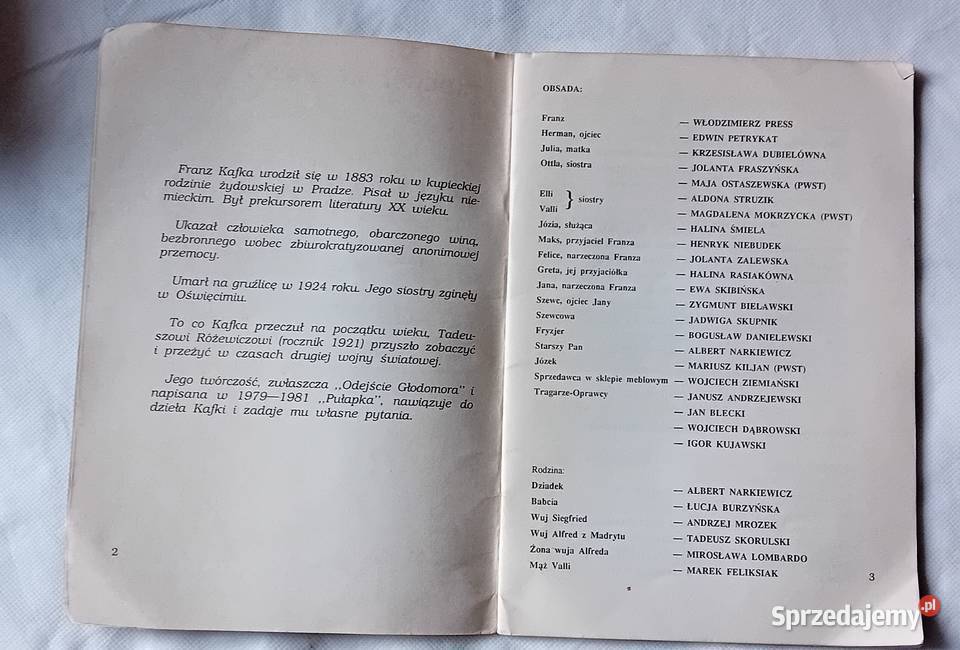 Franz Kafka urodził się w 1883 roku w kupieckiej
rodzinie żydowskiej w Pradze. Pisał w języku nie-
mieckim. Był prekursorem literatury XX wieku.
Ukazał człowieka samotnego, obarczonego winą,
bezbronnego wobec zbiurokratyzowanej anonimowej
przemocy.
Umarł na gruźlicę w 1924 roku. Jego siostry zginęły
w Oświęcimiu.
To co Kafka przeczuł na początku wieku, Tadeu-
szowi Różewiczowi (rocznik 1921) przyszło zobaczyć
i przeżyć w czasach drugiej wojny światowej.
Jego twórczość, zwłaszcza ,,Odejście Głodomora" i
napisana w 1979—1981 ,,Pułapka", nawiązuje do
dzieła Kafki i zadaje mu własne pytania.
2
OBSADA:
Franz — WŁODZIMIERZ PRESS
Herman, ojciec — EDWIN PETRYKAT
Julia, matka — KRZESISŁAWA DUBIELÓWNA
Ottla, siostra — JOLANTA FRASZYŃSKA
— MAJA OSTASZEWSKA (PWST)
Elli } siostry — ALDONA STRUZIK
Valli — MAGDALENA MOKRZYCKA (PWST)
Józia, służąca — HALINA ŚMIELA
Maks, przyjaciel Franza — HENRYK NIEBUDEK
Felice, narzeczona Franza — JOLANTA ZALEWSKA
Greta, jej przyjaciółka — HALINA RASIAKÓWNA
Jana, narzeczona Franza — EWA SKIBIŃSKA
Szewc, ojciec Jany — ZYGMUNT BIELAWSKI
Szewcowa — JADWIGA SKUPNIK
Fryzjer — BOGUSŁAW DANIELEWSKI
Starszy Pan — ALBERT NARKIEWICZ
Józek — MARIUSZ KILJAN (PWST)
Sprzedawca w sklepie meblowym — WOJCIECH ZIEMIAŃSKI
Tragarze-Oprawcy — JANUSZ ANDRZEJEWSKI
— JAN BLECKI
— WOJCIECH DĄBROWSKI
— IGOR KUJAWSKI
Rodzina:
Dziadek — ALBERT NARKIEWICZ
Babcia — ŁUCJA BURZYŃSKA
Wuj Siegfried — ANDRZEJ MROZEK
Wuj Alfred z Madrytu — TADEUSZ SKORULSKI
Żona wuja Alfreda — MIROSŁAWA LOMBARDO
Mąż Valli — MAREK FELIKSIAK
3
Sprzedajemy.pl